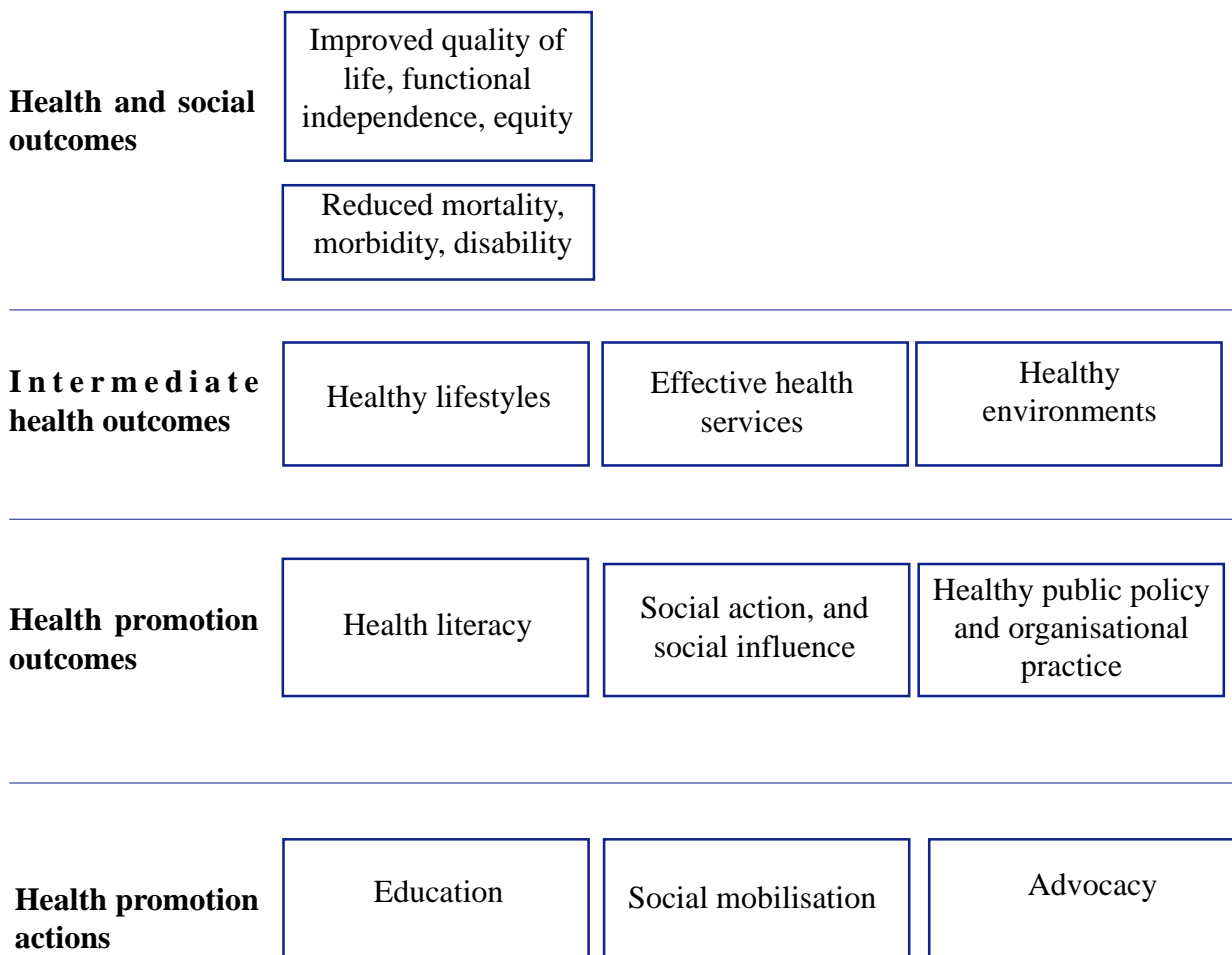 Health and social
outcomes
Improved quality of
life, functional
independence, equity
Reduced mortality,
morbidity, disability
Intermediate
health outcomes
Healthy lifestyles
Effective health
services
Healthy
environments
Health promotion
outcomes
Health literacy
Social action, and
social influence
Healthy public policy
and organisational
practice
Health promotion
actions
Education
Social mobilisation
Advocacy